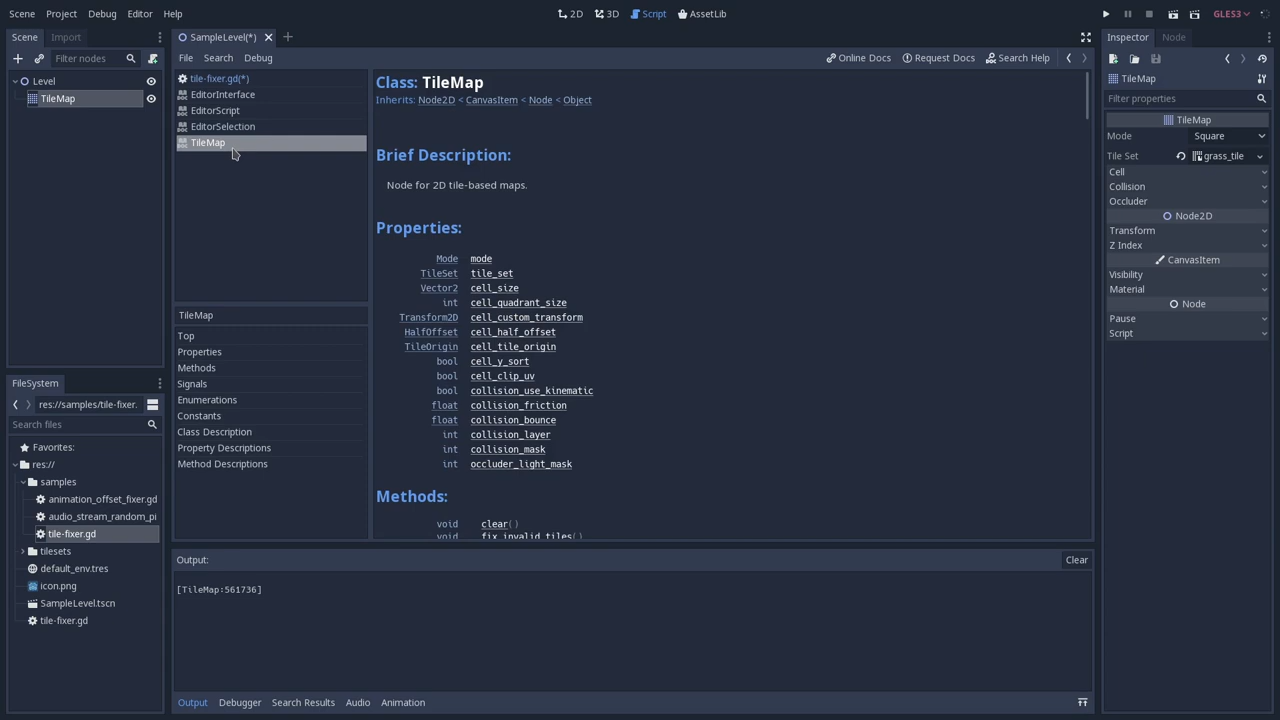 Scene Project Debug Editor Help
2D 3D Script AssetLib
GLES3
Scene Import
Filter nodes
Level
TileMap
SampleLevel(*)
File Search Debug
Online Docs Request Docs Search Help
tile-fixer.gd(*)
EditorInterface
EditorScript
EditorSelection
TileMap
TileMap
Top
Properties
Methods
Signals
Enumerations
Constants
Class Description
Property Descriptions
Method Descriptions
Class: TileMap
Inherits: Node2D < CanvasItem < Node < Object
Brief Description:
Node for 2D tile-based maps.
Properties:
Mode mode
TileSet tile_set
Vector2 cell_size
int cell_quadrant_size
Transform2D cell_custom_transform
HalfOffset cell_half_offset
TileOrigin cell_tile_origin
bool cell_y_sort
bool cell_clip_uv
bool collision_use_kinematic
float collision_friction
float collision_bounce
int collision_layer
int collision_mask
int occluder_light_mask
Methods:
void clear()
void fix_invalid_tiles()
FileSystem
res://samples/tile-fixer.
Search files
Favorites:
res://
samples
animation_offset_fixer.gd
audio_stream_random_pi
tile-fixer.gd
tilesets
default_env.tres
icon.png
SampleLevel.tscn
tile-fixer.gd
Output:
Clear
[TileMap:561736]
Output Debugger Search Results Audio Animation
Inspector Node
TileMap
Filter properties
TileMap
Mode Square
Tile Set grass_tile
Cell
Collision
Occluder
Node2D
Transform
Z Index
CanvasItem
Visibility
Material
Node
Pause
Script